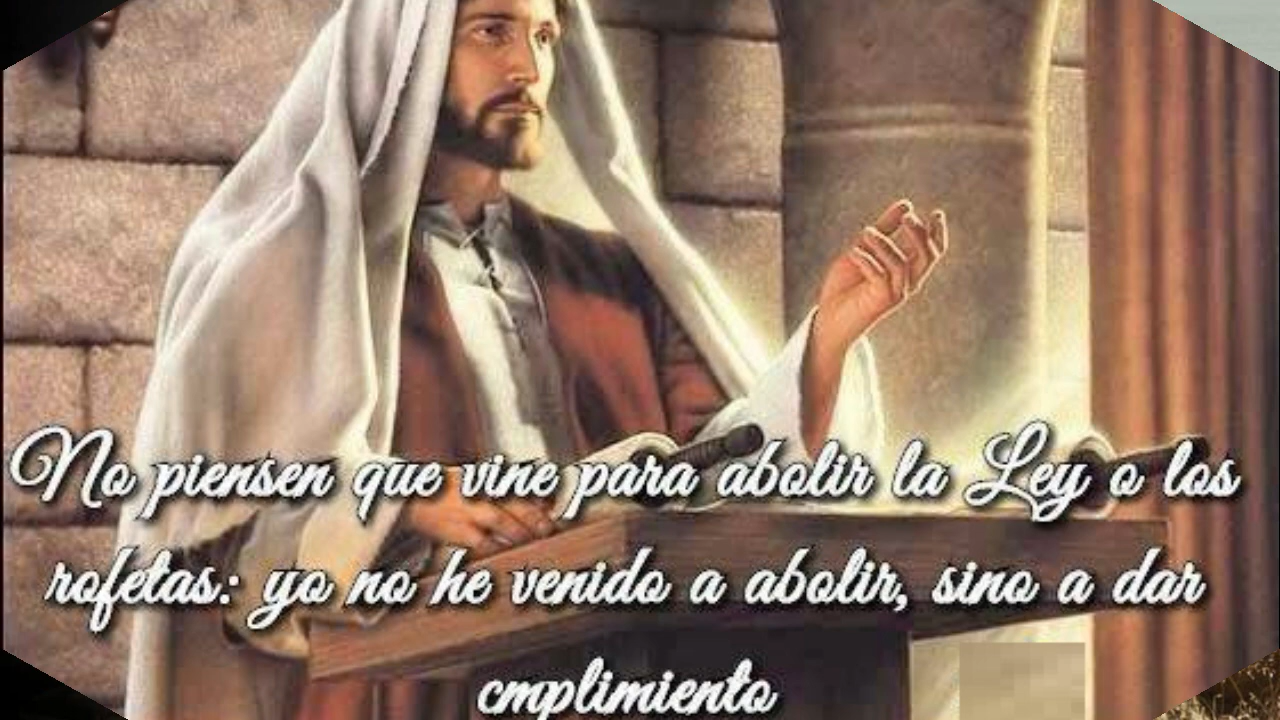 No piensen que vine para abolir la Ley o los
rofetas: yo no he venido a abolir, sino a dar
cmplimiento